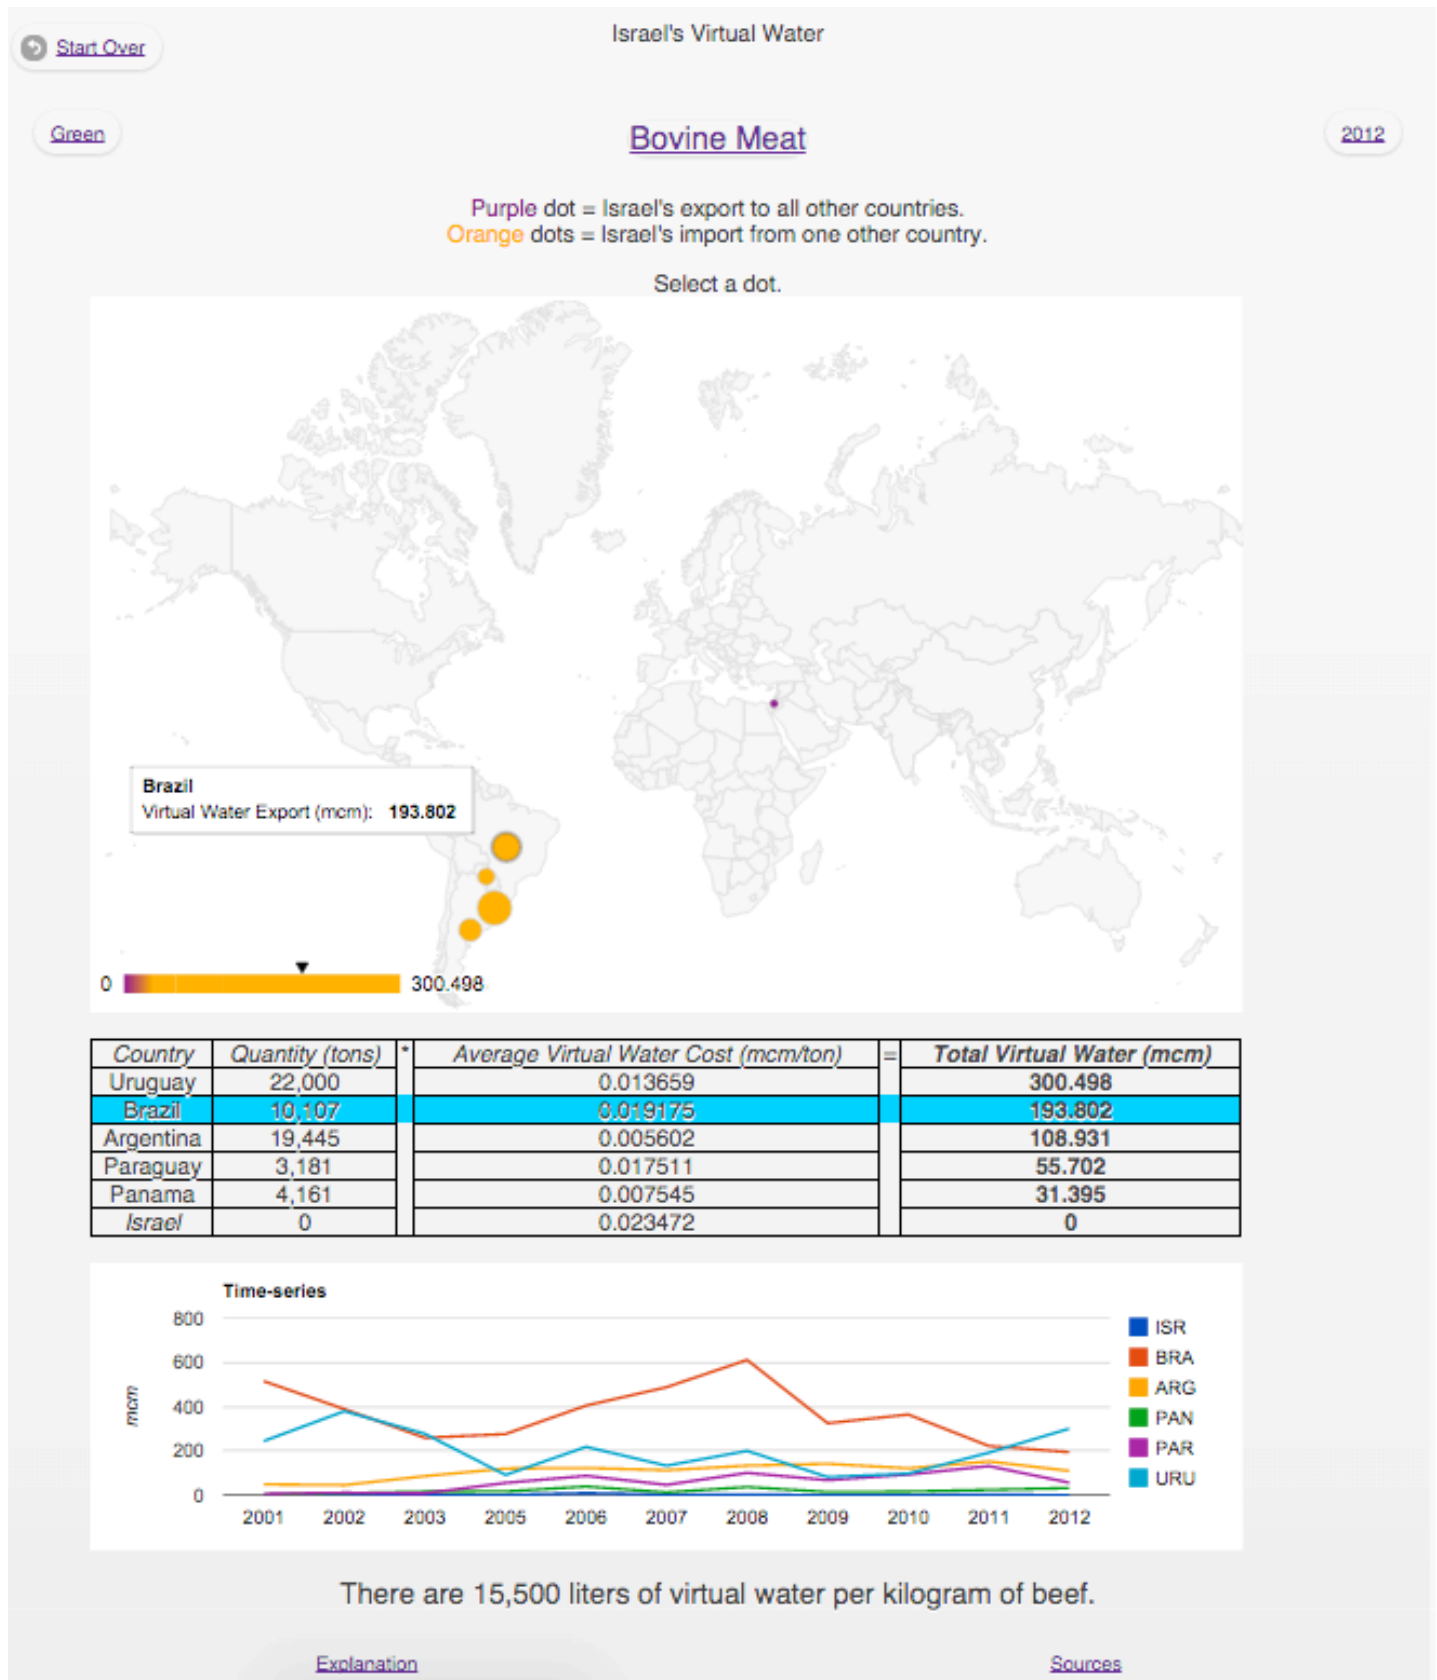 Start Over
Israel's Virtual Water
Green
Bovine Meat
2012
Purple dot = Israel's export to all other countries.
Orange dots = Israel's import from one other country.
Select a dot.
Brazil
Virtual Water Export (mcm): 193.802
0 300.498
Country Quantity (tons) * Average Virtual Water Cost (mcm/ton) = Total Virtual Water (mcm)
Uruguay 22,000 0.013659 300.498
Brazil 10,107 0.019175 193.802
Argentina 19,445 0.005602 108.931
Paraguay 3,181 0.017511 55.702
Panama 4,161 0.007545 31.395
Israel 0 0.023472 0
Time-series
800
600
400
200
0
mcm
2001 2002 2003 2005 2006 2007 2008 2009 2010 2011 2012
ISR
BRA
ARG
PAN
PAR
URU
There are 15,500 liters of virtual water per kilogram of beef.
Explanation
Sources